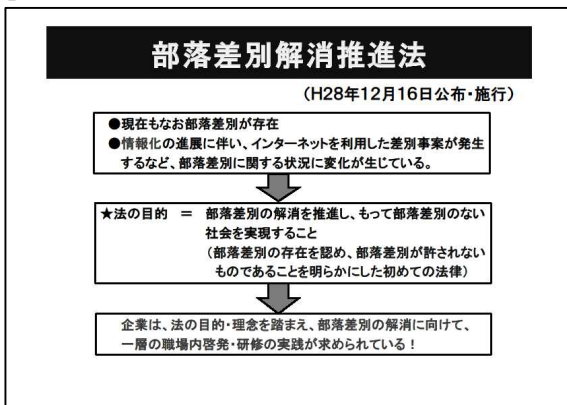 部落差別解消推進法
(H28年12月16日公布・施行)
●現在もなお部落差別が存在
●情報化の進展に伴い、インターネットを利用した差別事案が発生
するなど、部落差別に関する状況に変化が生じている。
★法の目的 = 部落差別の解消を推進し、もって部落差別のない
社会を実現すること
(部落差別の存在を認め、部落差別が許されない
ものであることを明らかにした初めての法律)
企業は、法の目的・理念を踏まえ、部落差別の解消に向けて、
一層の職場内啓発・研修の実践が求められている！